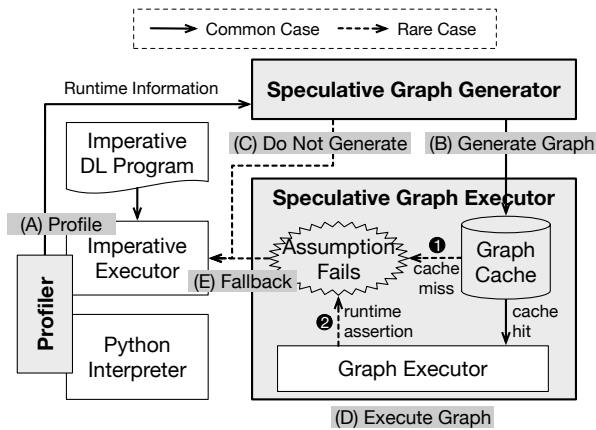 Common Case
Rare Case
Runtime Information
Speculative Graph Generator
Imperative
DL Program
(C) Do Not Generate
(B) Generate Graph
Speculative Graph Executor
(A) Profile
Imperative
Executor
Assumption
Fails
❶
cache
miss
Graph
Cache
(E) Fallback
Profiler
❷
runtime
assertion
cache
hit
Python
Interpreter
Graph Executor
(D) Execute Graph